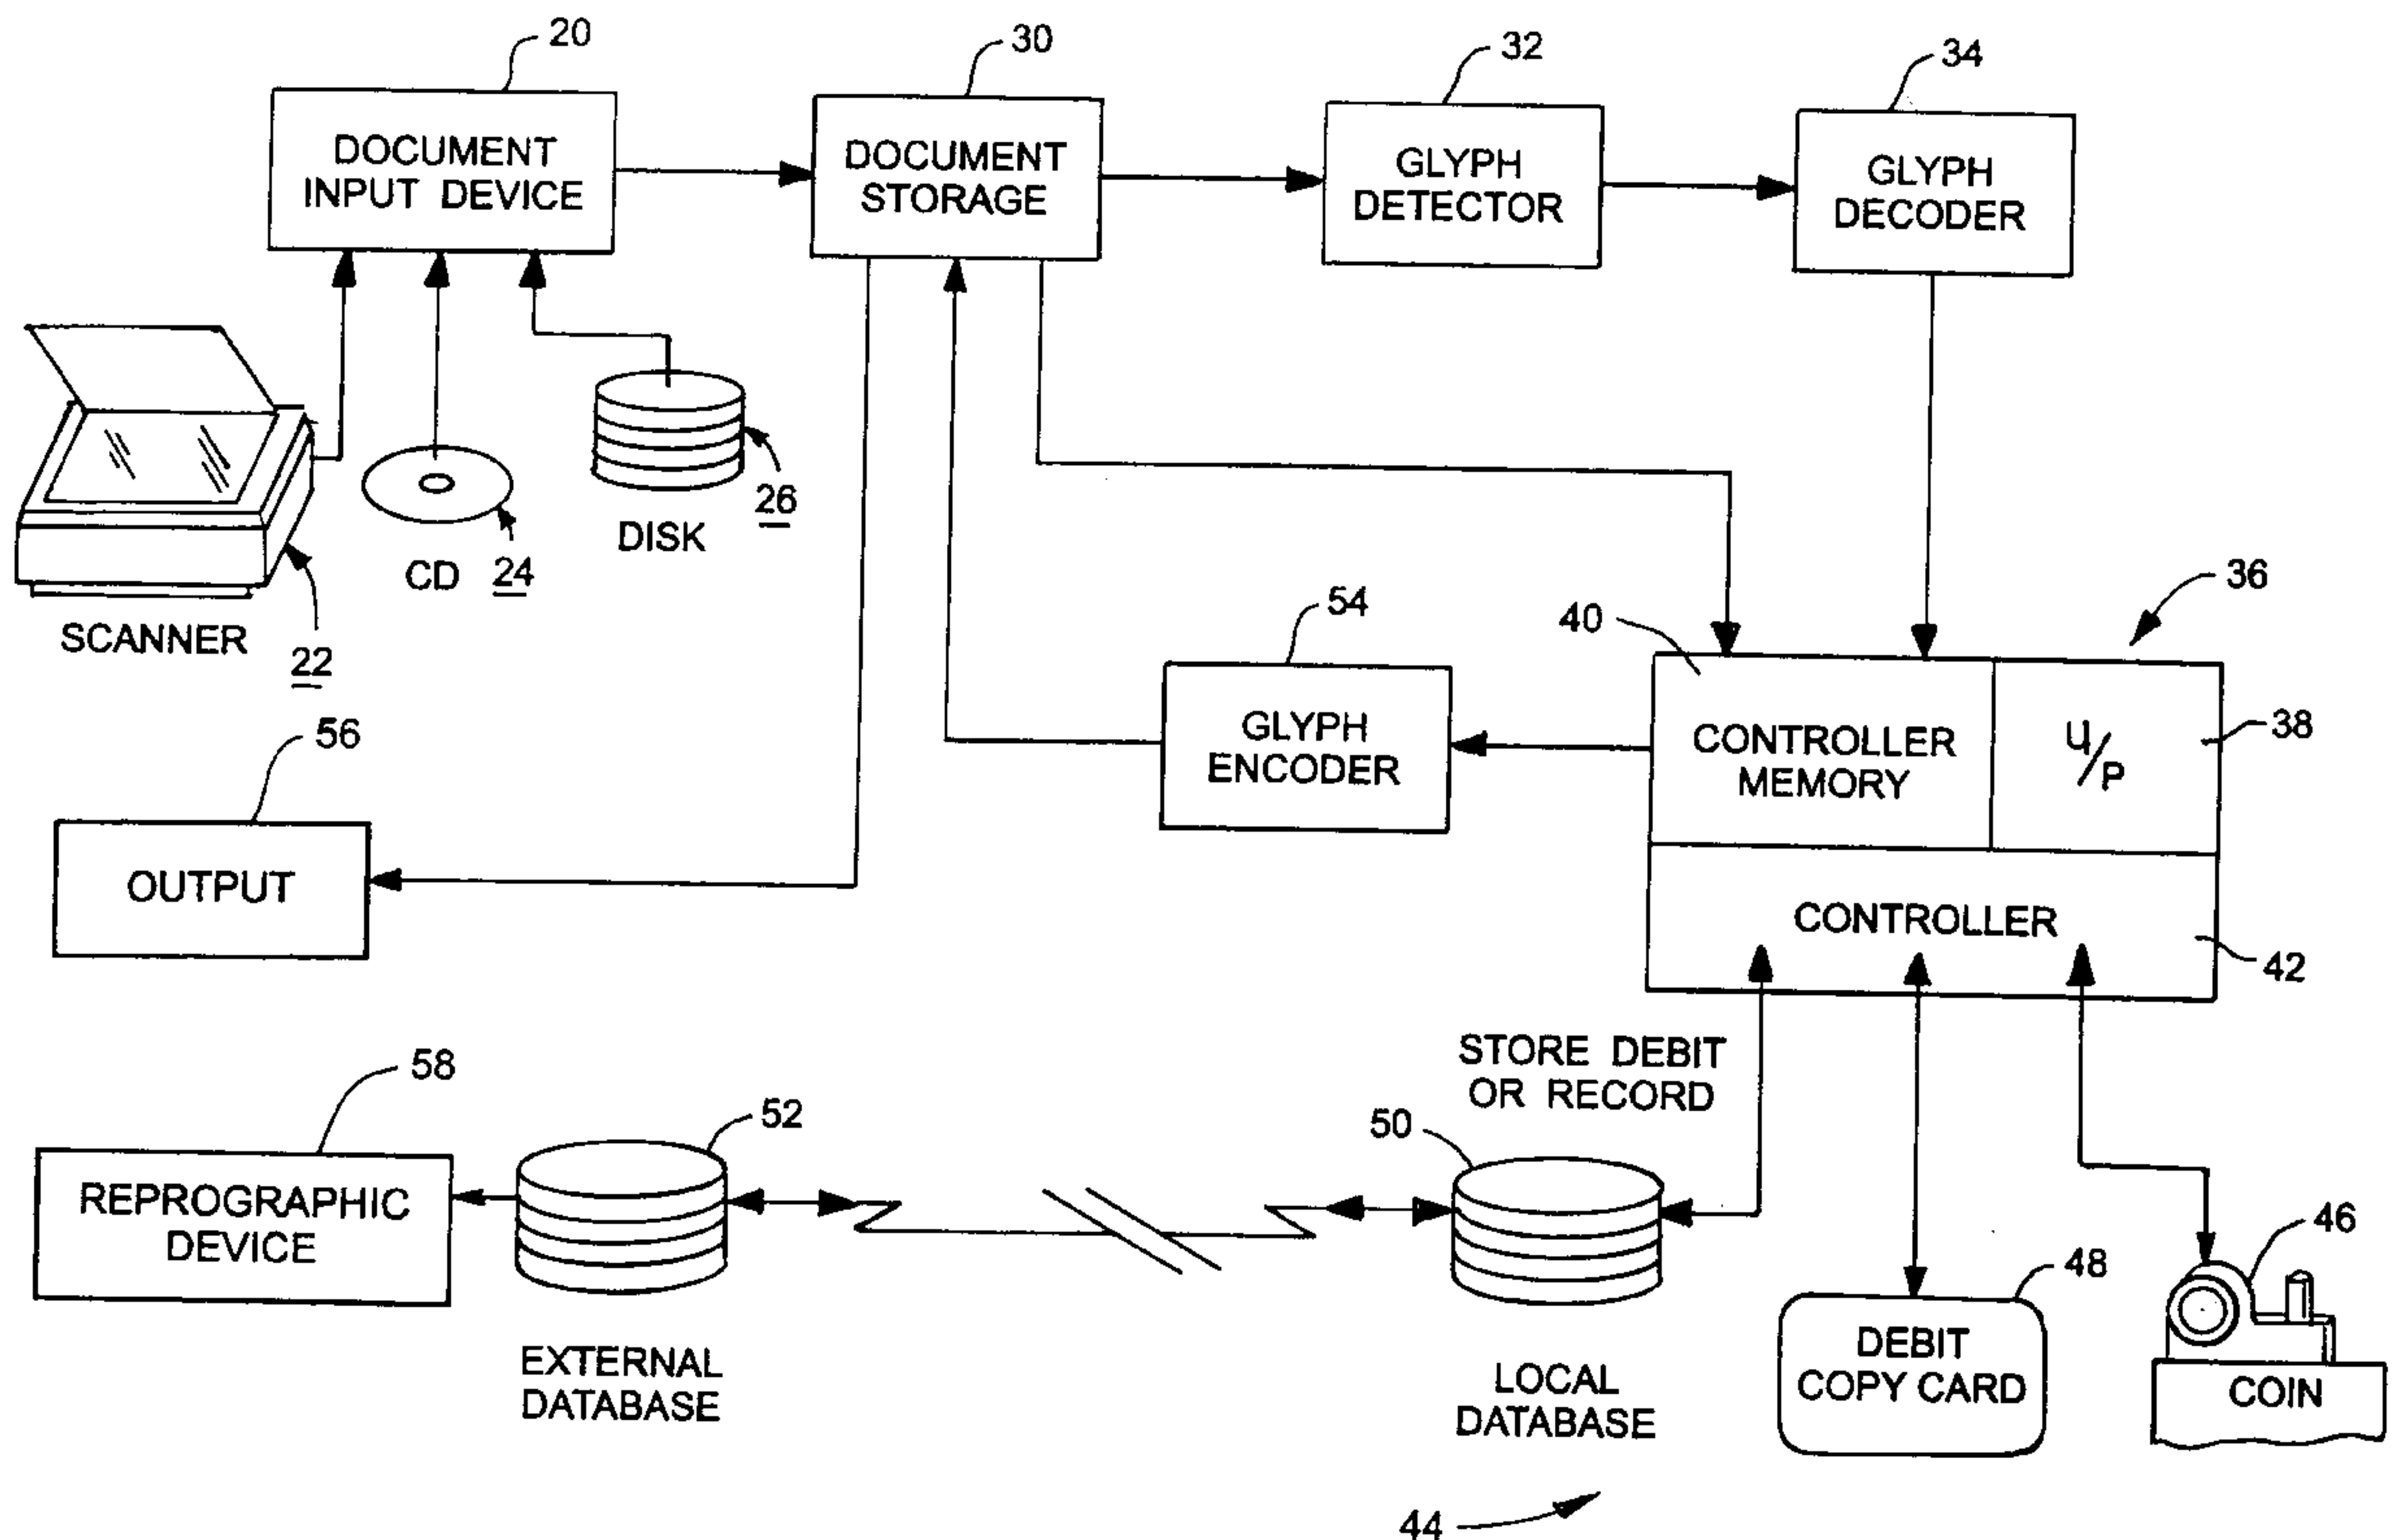 20
30
32
34
DOCUMENT
INPUT DEVICE
DOCUMENT
STORAGE
GLYPH
DETECTOR
GLYPH
DECODER
26
DISK
CD 24
SCANNER
22
54
40
36
GLYPH
ENCODER
CONTROLLER
MEMORY
u/p
38
56
OUTPUT
CONTROLLER
42
STORE DEBIT
OR RECORD
58
52
50
REPROGRAPHIC
DEVICE
46
48
EXTERNAL
DATABASE
LOCAL
DATABASE
DEBIT
COPY CARD
COIN
44